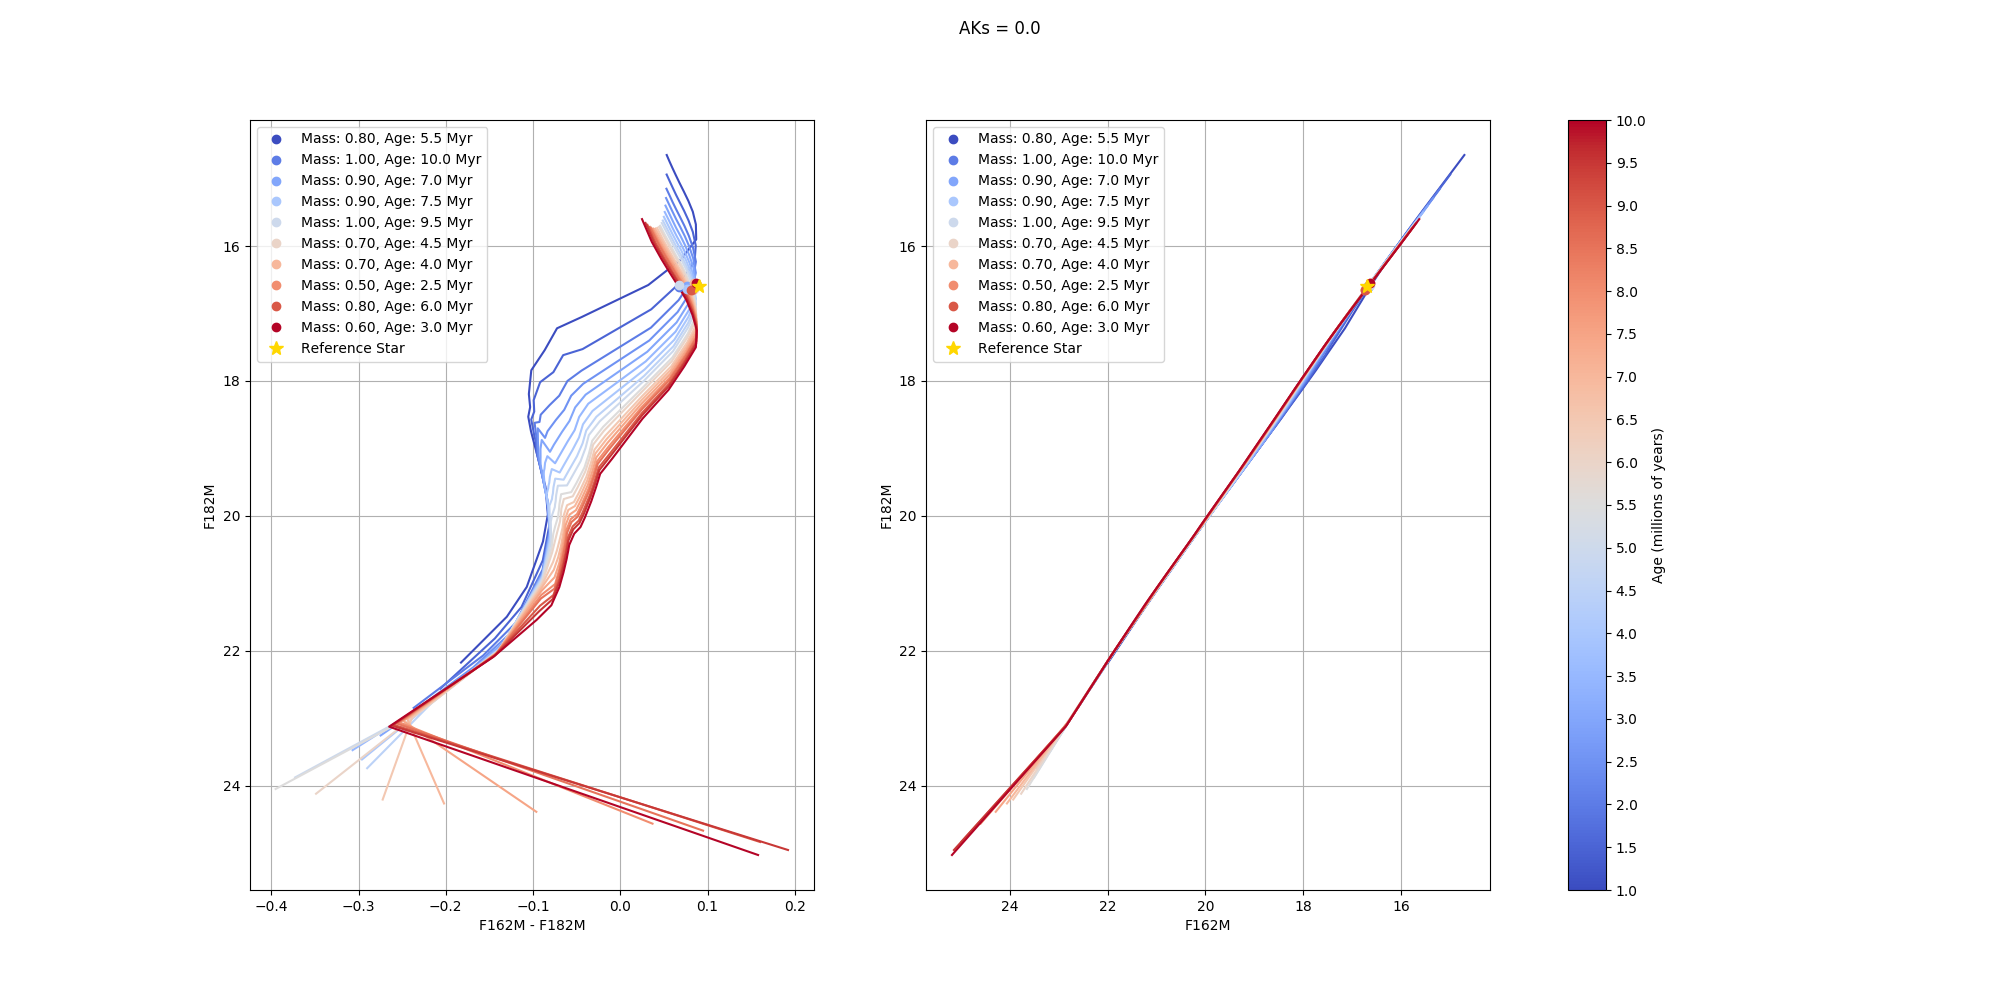 AKs = 0.0
Mass: 0.80, Age: 5.5 Myr
Mass: 1.00, Age: 10.0 Myr
Mass: 0.90, Age: 7.0 Myr
Mass: 0.90, Age: 7.5 Myr
Mass: 1.00, Age: 9.5 Myr
Mass: 0.70, Age: 4.5 Myr
Mass: 0.70, Age: 4.0 Myr
Mass: 0.50, Age: 2.5 Myr
Mass: 0.80, Age: 6.0 Myr
Mass: 0.60, Age: 3.0 Myr
Reference Star
16
18
20
22
24
F182M
−0.4 −0.3 −0.2 −0.1 0.0 0.1 0.2
F162M - F182M
Mass: 0.80, Age: 5.5 Myr
Mass: 1.00, Age: 10.0 Myr
Mass: 0.90, Age: 7.0 Myr
Mass: 0.90, Age: 7.5 Myr
Mass: 1.00, Age: 9.5 Myr
Mass: 0.70, Age: 4.5 Myr
Mass: 0.70, Age: 4.0 Myr
Mass: 0.50, Age: 2.5 Myr
Mass: 0.80, Age: 6.0 Myr
Mass: 0.60, Age: 3.0 Myr
Reference Star
16
18
20
22
24
F182M
24 22 20 18 16
F162M
10.0
9.5
9.0
8.5
8.0
7.5
7.0
6.5
6.0
5.5
5.0
4.5
4.0
3.5
3.0
2.5
2.0
1.5
1.0
Age (millions of years)